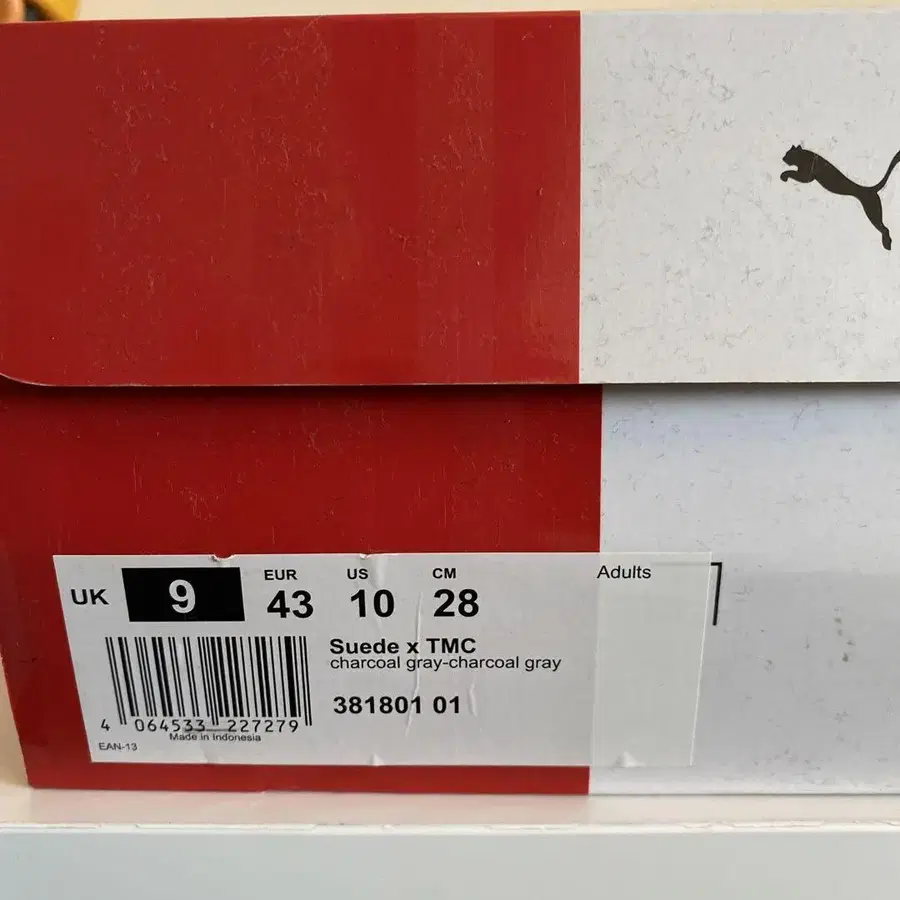 EUR US CM Adults
UK 9 43 10 28
Suede x TMC
charcoal gray-charcoal gray
381801 01
4 064533 227279
Made in Indonesia
EAN-13